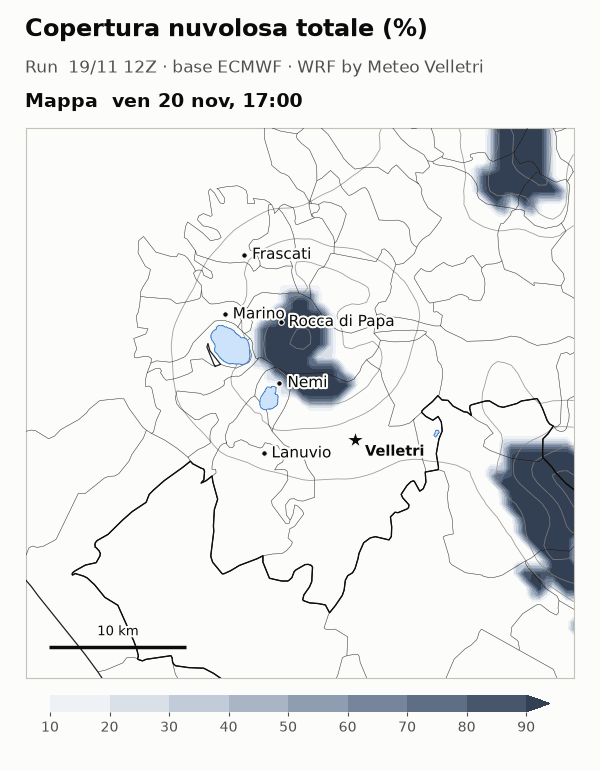 Copertura nuvolosa totale (%)
Run  19/11 12Z · base ECMWF · WRF by Meteo Velletri
Mappa  ven 20 nov, 17:00
Frascati
Marino
Rocca di Papa
Nemi
Velletri
Lanuvio
10 km
10 20 30 40 50 60 70 80 90